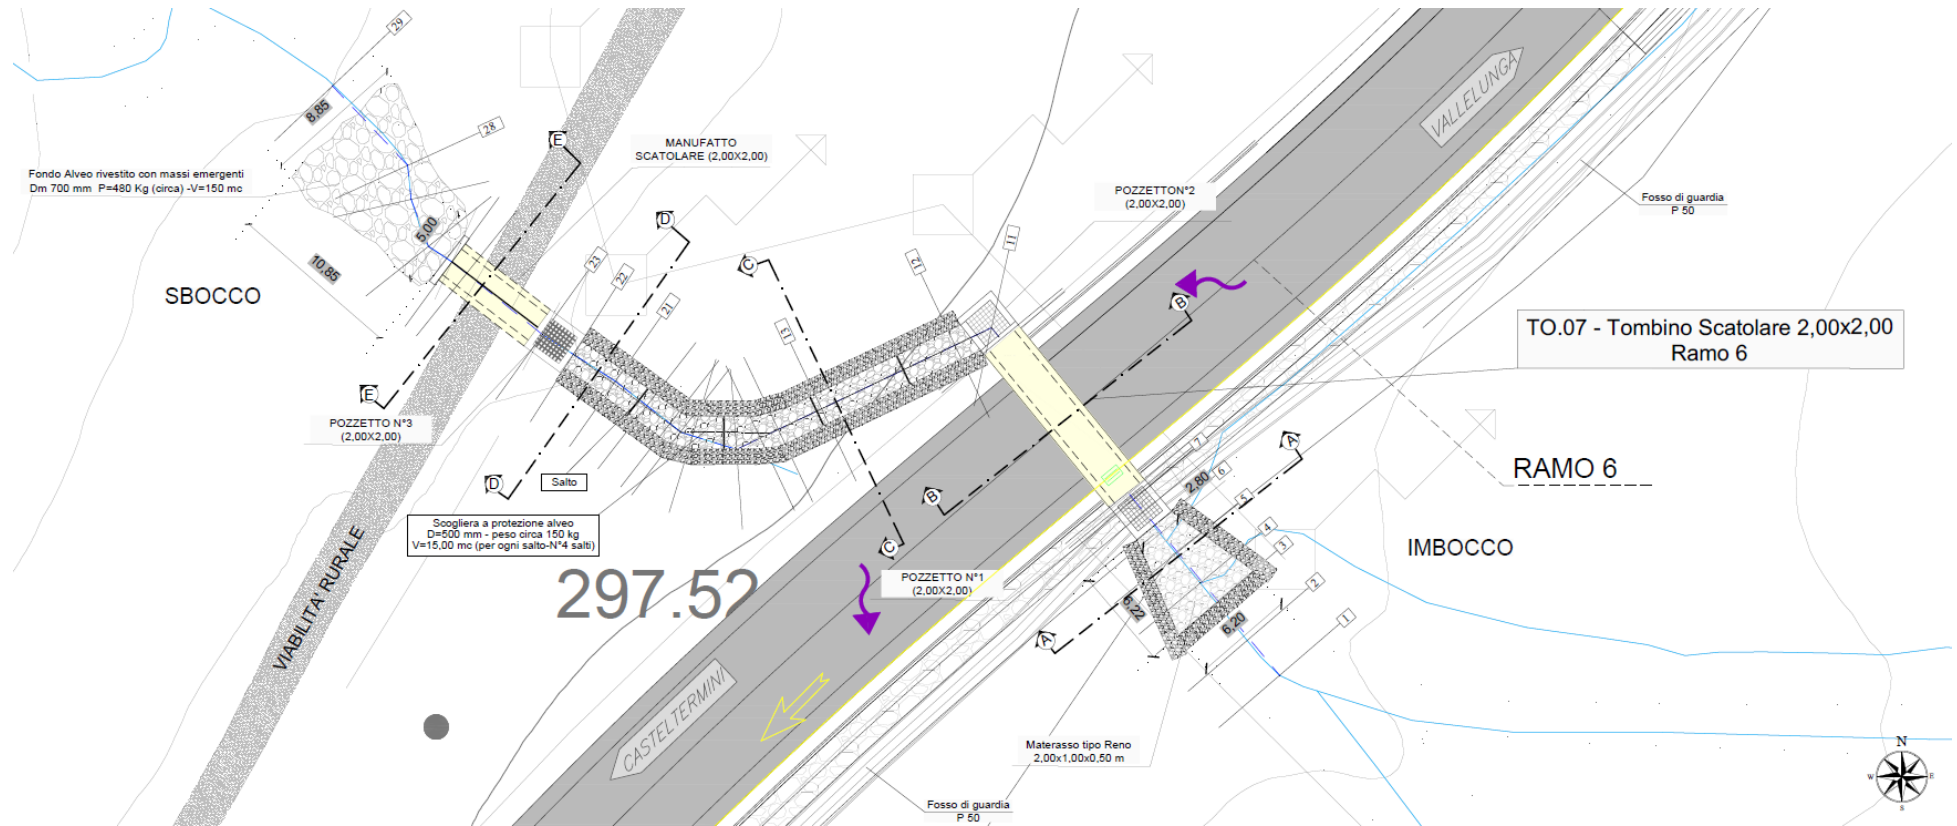 29
8,85
28
E
MANUFATTO
SCATOLARE (2,00X2,00)
VALLELUNGA
Fondo Alveo rivestito con massi emergenti
Dm 700 mm P=480 Kg (circa) -V=150 mc
POZZETTON°2
(2,00X2,00)
Fosso di guardia
P 50
5,00
D
10,85
23
22
21
C
12
11
B
SBOCCO
13
TO.07 - Tombino Scatolare 2,00x2,00
Ramo 6
E
POZZETTO N°3
(2,00X2,00)
7
A
6
RAMO 6
D
Salto
B
2,80
5
4
3
Scogliera a protezione alveo
D=500 mm - peso circa 150 kg
V=15,00 mc (per ogni salto-N°4 salti)
C
IMBOCCO
VIABILITA' RURALE
297.52
POZZETTO N°1
(2,00X2,00)
2
6,22
6,20
1
A
CASTELTERMINI
Materasso tipo Reno
2,00x1,00x0,50 m
Fosso di guardia
P 50
N
W
E
S